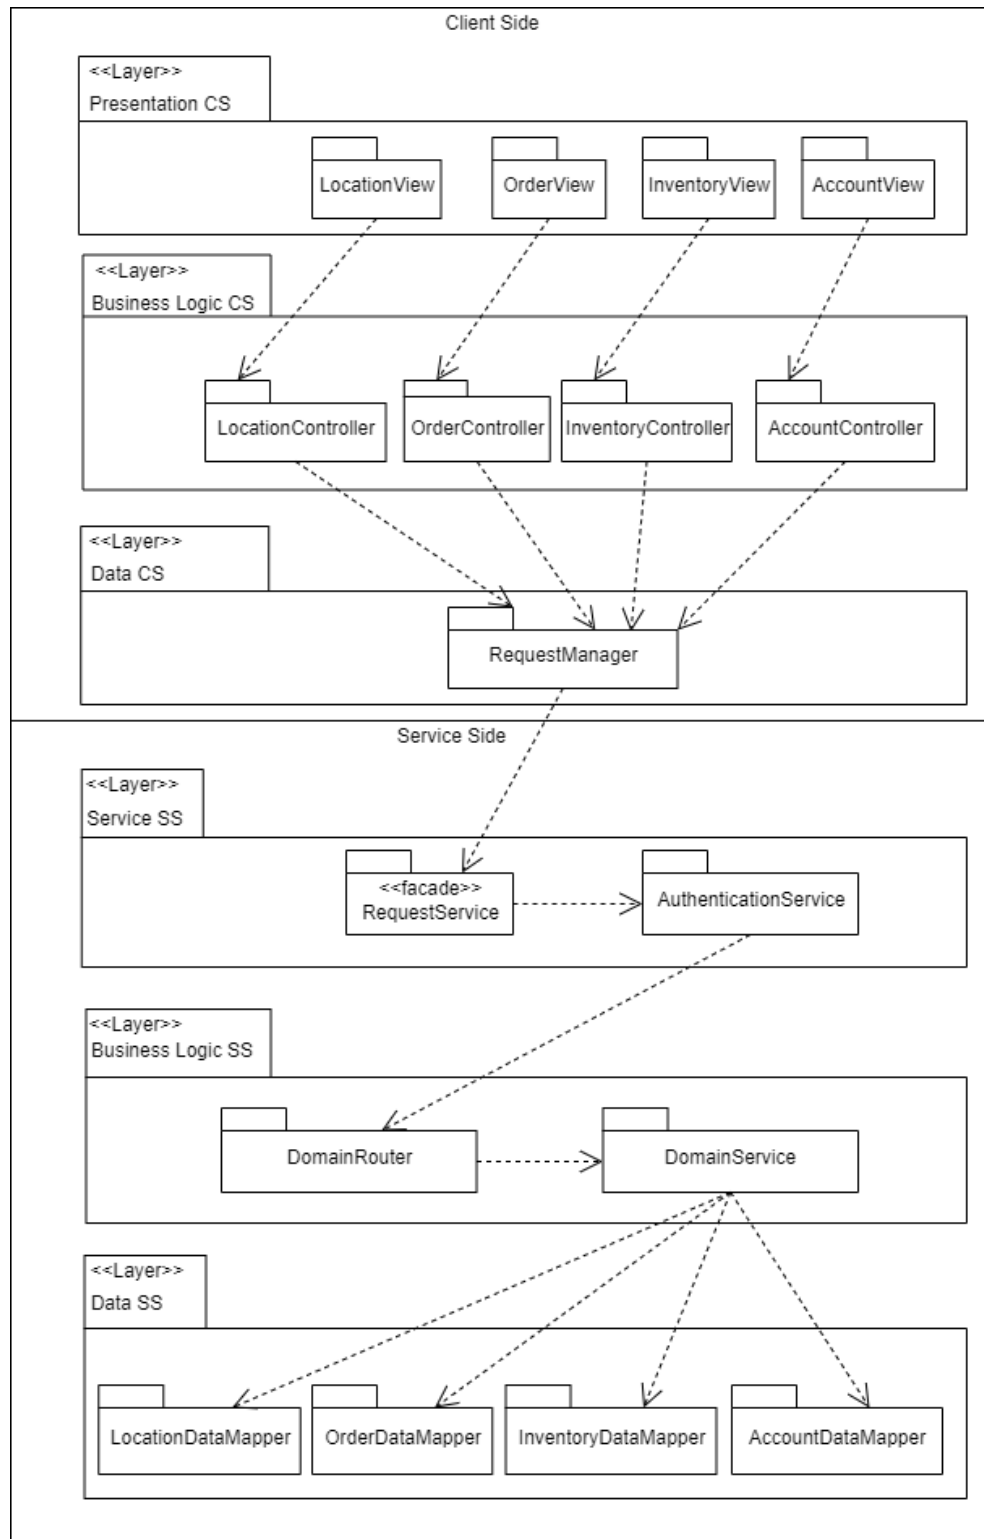 Client Side
<<Layer>>
Presentation CS
LocationView
OrderView
InventoryView
AccountView
<<Layer>>
Business Logic CS
LocationController
OrderController
InventoryController
AccountController
<<Layer>>
Data CS
RequestManager
Service Side
<<Layer>>
Service SS
<<facade>>
RequestService
AuthenticationService
<<Layer>>
Business Logic SS
DomainRouter
DomainService
<<Layer>>
Data SS
LocationDataMapper
OrderDataMapper
InventoryDataMapper
AccountDataMapper